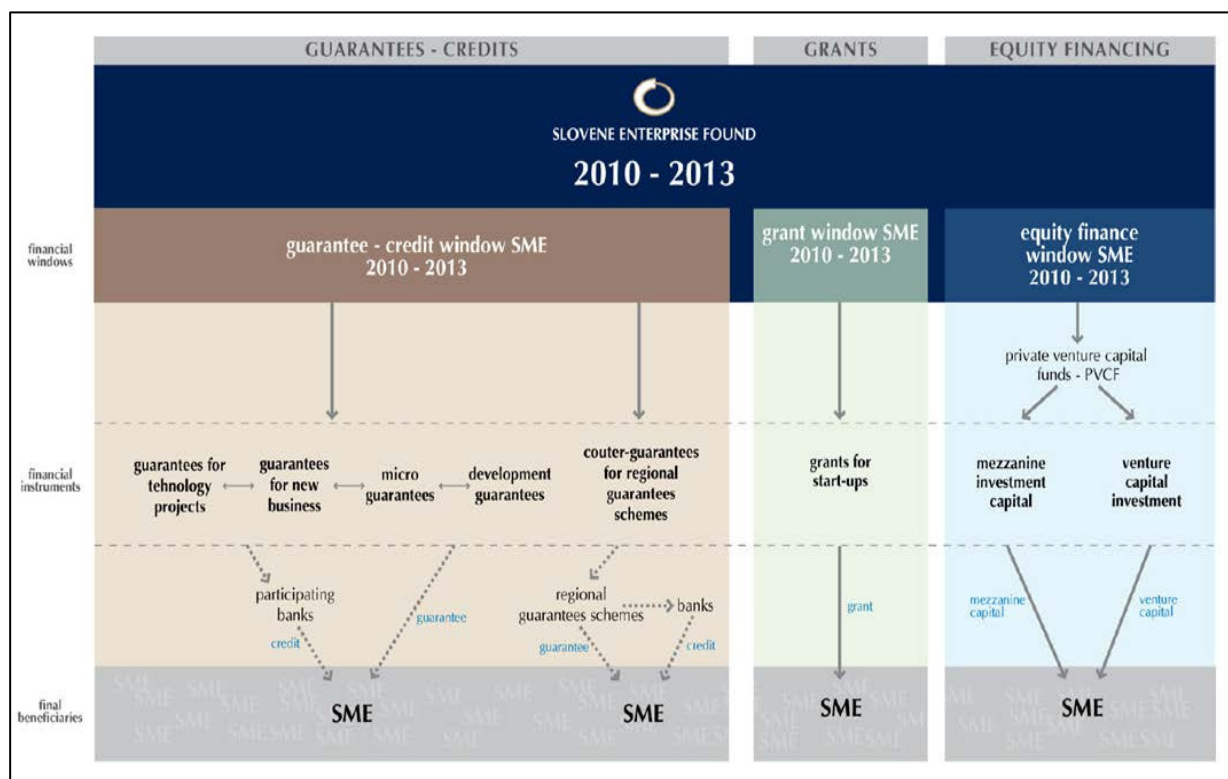 GUARANTEES - CREDITS
GRANTS
EQUITY FINANCING
SLOVENE ENTERPRISE FOUND
2010 - 2013
financial
windows
guarantee - credit window SME
2010 - 2013
grant window SME
2010 - 2013
equity finance
window SME
2010 - 2013
private venture capital
funds - PVCF
financial
instruments
guarantees for
tehnology
projects
guarantees
for new
business
micro
guarantees
development
guarantees
couter-guarantees
for regional
guarantees
schemes
grants for
start-ups
mezzanine
investment
capital
venture
capital
investment
participating
banks
credit
guarantee
regional
guarantees schemes
banks
guarantee
credit
grant
mezzanine
capital
venture
capital
final
beneficiaries
SME
SME
SME
SME